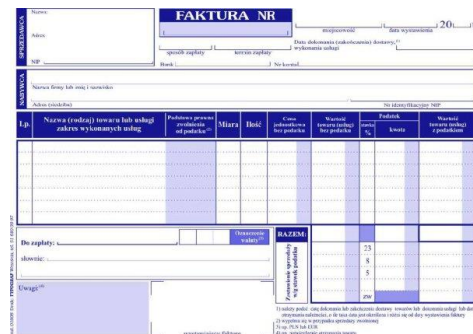 SPRZEDAWCA
Nazwa
Adres
NIP
FAKTURA NR
miejscowość
data wystawienia
20
sposób zapłaty
termin zapłaty
Data dokonania (zakończenia) dostawy,
wykonania usługi
Bank
Nr konta
NABYWCA
Nazwa firmy lub imię i nazwisko
Adres (siedziba)
Nr identyfikacyjny NIP
Lp.
Nazwa (rodzaj) towaru lub usługi
zakres wykonanych usług
Podstawa prawna
zwolnienia
od podatku
Miara
Ilość
Cena
jednostkowa
bez podatku
Wartość
towaru (usługi)
bez podatku
Podatek
stawka
%
kwota
Wartość
towaru (usługi)
z podatkiem
Do zapłaty:
Oznaczenie
waluty
słownie:
RAZEM:
Zestawienie sprzedaży
wg stawek podatku
23
8
5
zw
Uwagi